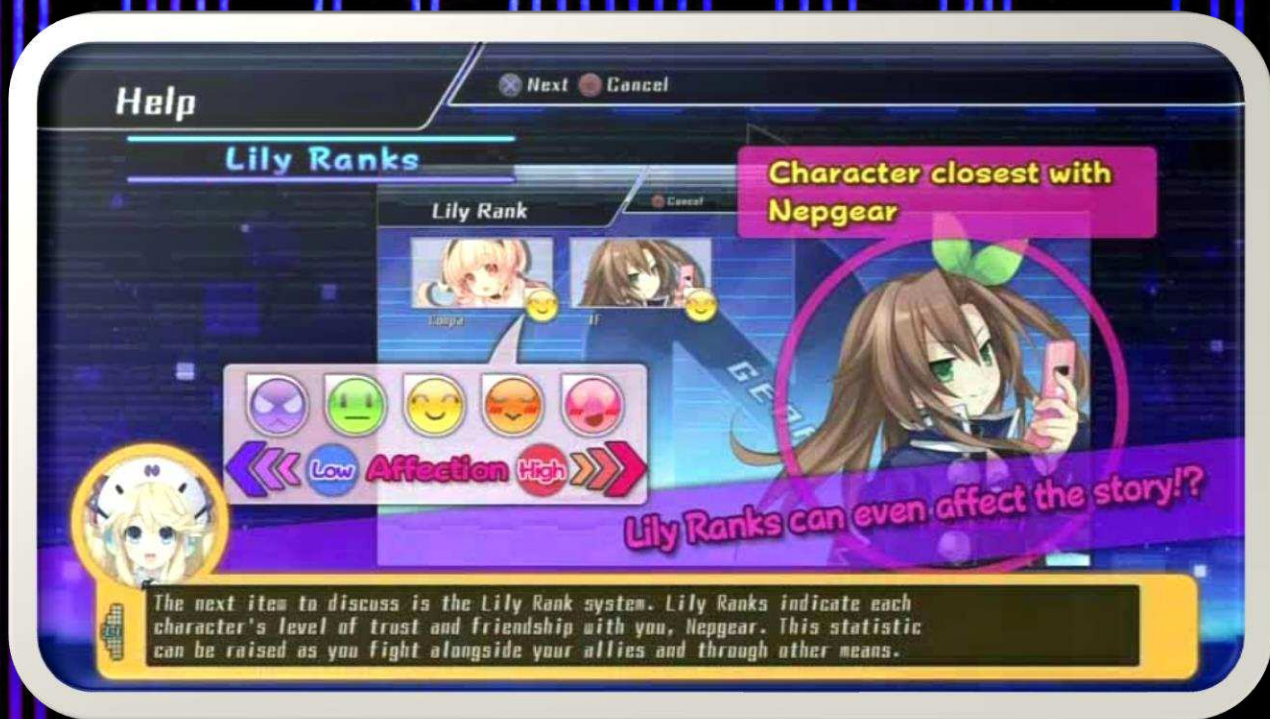 Help
Next Cancel
Lily Ranks
Character closest with
Nepgear
Lily Rank
Cancel
Compa
IF
Low Affection High
Lily Ranks can even affect the story!?
The next item to discuss is the Lily Rank system. Lily Ranks indicate each
character's level of trust and friendship with you, Nepgear. This statistic
can be raised as you fight alongside your allies and through other means.